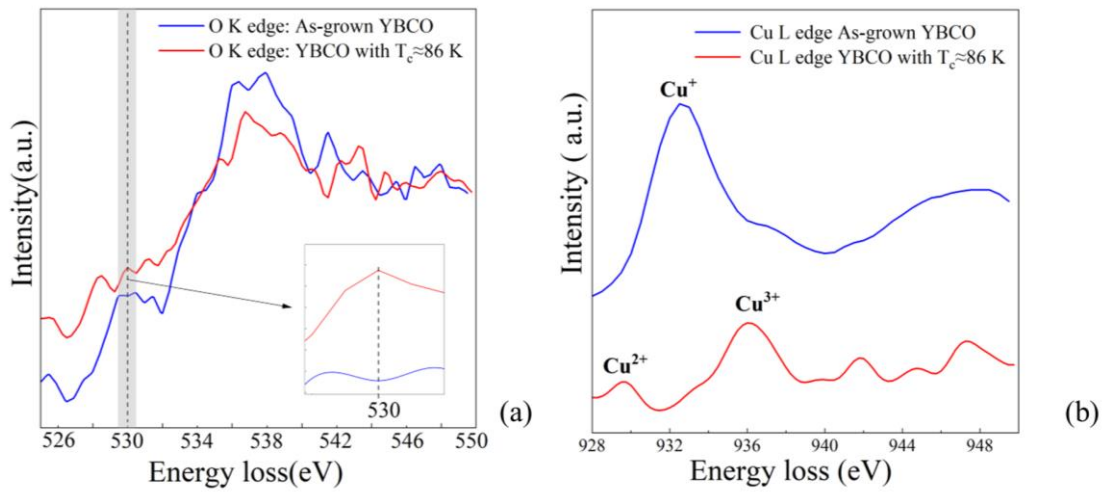 O K edge: As-grown YBCO
O K edge: YBCO with Tc≈86 K
Intensity(a.u.)
530
526 530 534 538 542 546 550
Energy loss(eV)
(a)
Cu L edge As-grown YBCO
Cu L edge YBCO with Tc≈86 K
Cu⁺
Cu³⁺
Cu²⁺
Intensity ( a.u.)
928 932 936 940 944 948
Energy loss (eV)
(b)